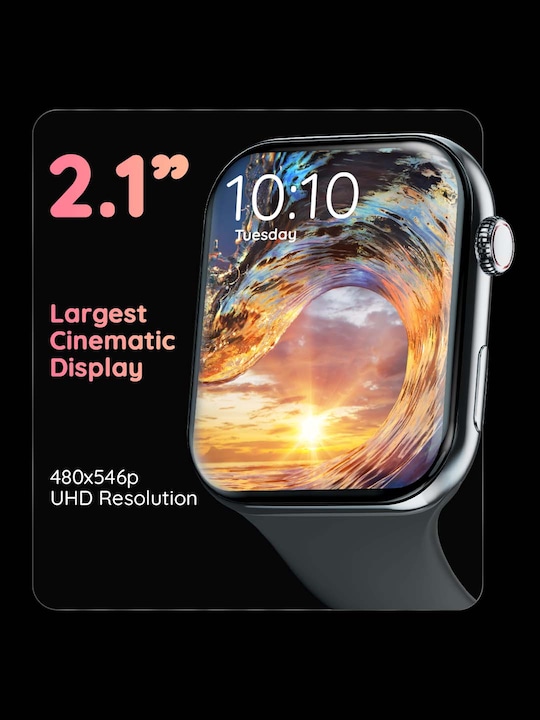 2.1”
10:10
Tuesday
Largest
Cinematic
Display
480x546p
UHD Resolution